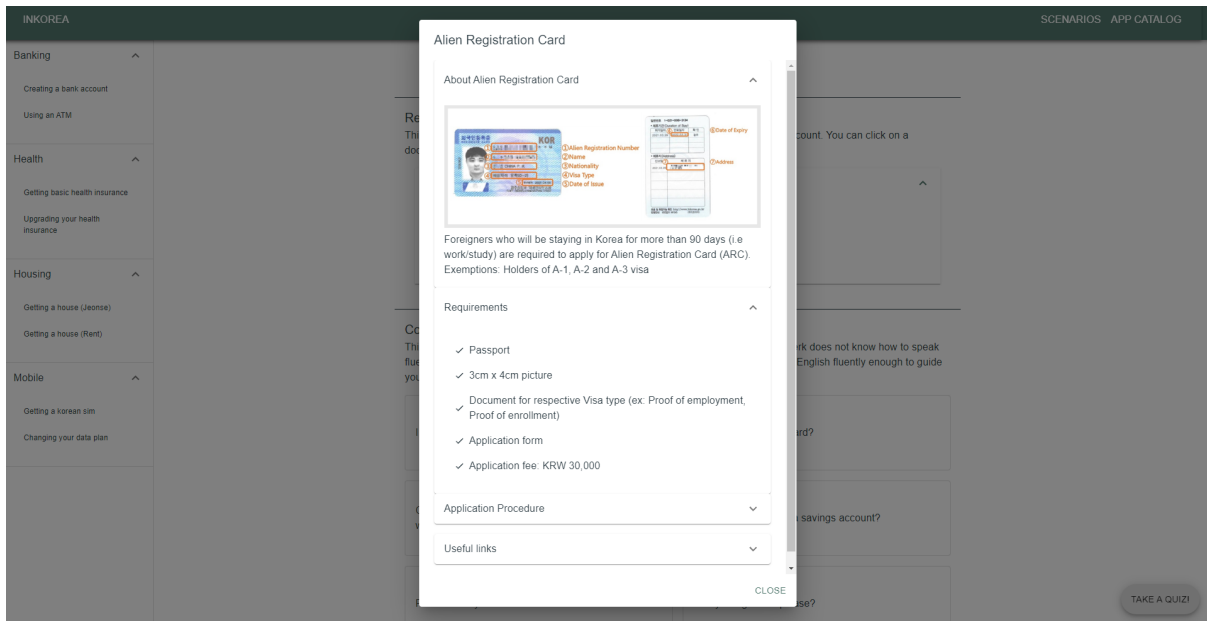 INKOREA
SCENARIOS APP CATALOG
Banking
Creating a bank account
Using an ATM
Health
Getting basic health insurance
Upgrading your health
insurance
Housing
Getting a house (Jeonse)
Getting a house (Rent)
Mobile
Getting a korean sim
Changing your data plan
Alien Registration Card
About Alien Registration Card
외국인등록증
KOR
①Alien Registration Number
②Name
③Nationality
④Visa Type
⑤Date of Issue
⑥Date of Expiry
⑦Address
Foreigners who will be staying in Korea for more than 90 days (i.e
work/study) are required to apply for Alien Registration Card (ARC).
Exemptions: Holders of A-1, A-2 and A-3 visa
Requirements
Passport
3cm x 4cm picture
Document for respective Visa type (ex: Proof of employment,
Proof of enrollment)
Application form
Application fee: KRW 30,000
Application Procedure
Useful links
CLOSE
count. You can click on a
rk does not know how to speak
English fluently enough to guide
savings account?
TAKE A QUIZ!